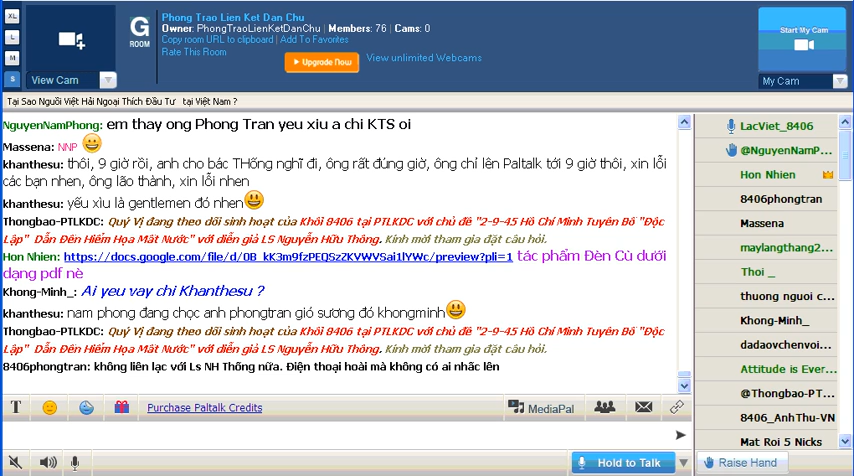 XL
L
M
S
View Cam
G
ROOM
Phong Trao Lien Ket Dan Chu
Owner: PhongTraoLienKetDanChu | Members: 76 | Cams: 0
Copy room URL to clipboard | Add To Favorites
Rate This Room
Upgrade Now
View unlimited Webcams
Start My Cam
My Cam
Tại Sao Người Việt Hải Ngoại Thích Đầu Tư tại Việt Nam ?
NguyenNamPhong: em thay ong Phong Tran yeu xiu a chi KTS oi
Massena: NNP
khanthesu: thôi, 9 giờ rồi, anh cho bác THống nghĩ đi, ông rất đúng giờ, ông chỉ lên Paltalk tới 9 giờ thôi, xin lỗi
các bạn nhen, ông lão thành, xin lỗi nhen
khanthesu: yếu xìu là gentlemen đó nhen
Thongbao-PTLKDC: Quý Vị đang theo dõi sinh hoạt của Khối 8406 tại PTLKDC với chủ đề "2-9-45 Hồ Chí Minh Tuyên Bố "Độc
Lập" Dẫn Đến Hiểm Họa Mất Nước" với diễn giả LS Nguyễn Hữu Thống. Kính mời tham gia đặt câu hỏi.
Hon Nhien: https://docs.google.com/file/d/0B_kK3m9fzPEQSzZKVWVSai1lYWc/preview?pli=1 tác phẩm Đèn Cù dưới
dạng pdf nè
Khong-Minh_: Ai yeu vay chi Khanthesu ?
khanthesu: nam phong đang chọc anh phongtran gió sương đó khongminh
Thongbao-PTLKDC: Quý Vị đang theo dõi sinh hoạt của Khối 8406 tại PTLKDC với chủ đề "2-9-45 Hồ Chí Minh Tuyên Bố "Độc
Lập" Dẫn Đến Hiểm Họa Mất Nước" với diễn giả LS Nguyễn Hữu Thống. Kính mời tham gia đặt câu hỏi.
8406phongtran: không liên lạc với Ls NH Thống nữa. Điện thoại hoài mà không có ai nhấc lên
LacViet_8406
@NguyenNamP...
Hon Nhien
8406phongtran
Massena
maylangthang2...
Thoi _
thuong nguoi c...
Khong-Minh_
dadaovchenvoi...
Attitude is Ever...
@Thongbao-PT...
8406_AnhThu-VN
Mat Roi 5 Nicks
T
Purchase Paltalk Credits
MediaPal
Hold to Talk
Raise Hand